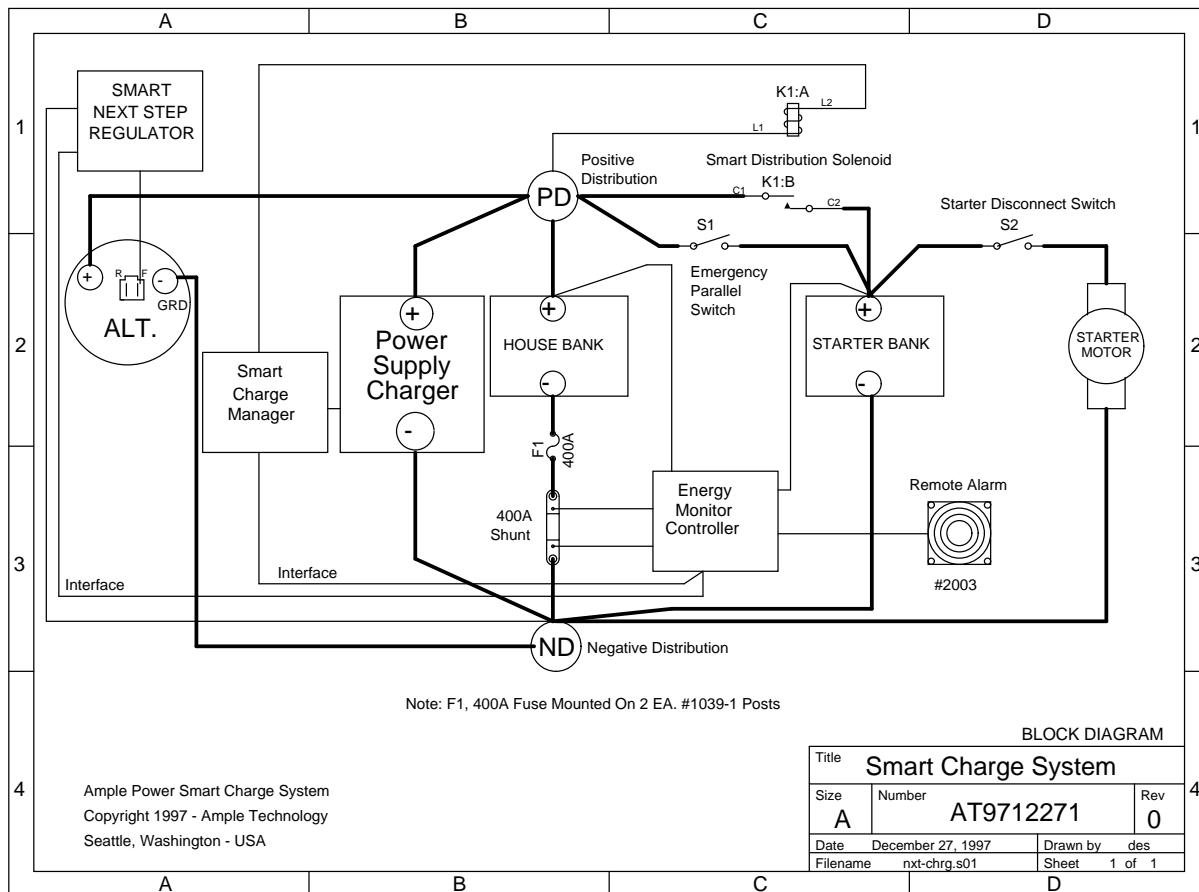 A B C D
1 1
2 2
3 3
4 4
A B C D
SMART
NEXT STEP
REGULATOR
K1:A
L2
L1
Positive
Distribution
Smart Distribution Solenoid
PD
C1
K1:B
C2
Starter Disconnect Switch
S1
S2
Emergency
Parallel
Switch
+
R F
-
GRD
ALT.
+
Power
Supply
Charger
-
+
HOUSE BANK
-
+
STARTER BANK
-
STARTER
MOTOR
Smart
Charge
Manager
F1
400A
400A
Shunt
Energy
Monitor
Controller
Remote Alarm
#2003
Interface
Interface
ND
Negative Distribution
Note: F1, 400A Fuse Mounted On 2 EA. #1039-1 Posts
Ample Power Smart Charge System
Copyright 1997 - Ample Technology
Seattle, Washington - USA
BLOCK DIAGRAM
Title Smart Charge System
Size A
Number AT9712271
Rev 0
Date December 27, 1997
Drawn by des
Filename nxt-chrg.s01
Sheet 1 of 1